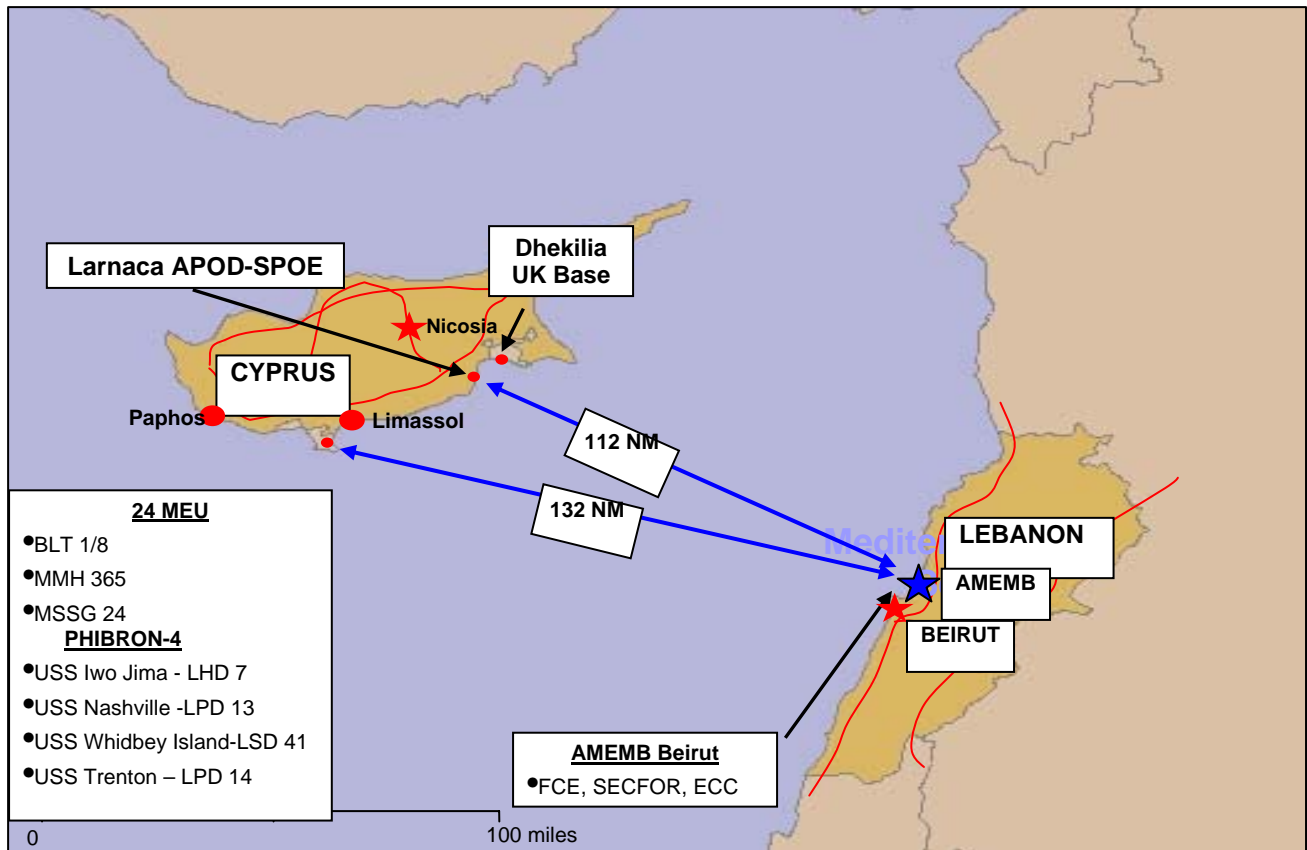 Larnaca APOD-SPOE
Dhekilia
UK Base
Nicosia
CYPRUS
Paphos
Limassol
112 NM
132 NM
Mediter
LEBANON
AMEMB
BEIRUT
24 MEU
•BLT 1/8
•MMH 365
•MSSG 24
PHIBRON-4
•USS Iwo Jima - LHD 7
•USS Nashville -LPD 13
•USS Whidbey Island-LSD 41
•USS Trenton – LPD 14
AMEMB Beirut
•FCE, SECFOR, ECC
0
100 miles